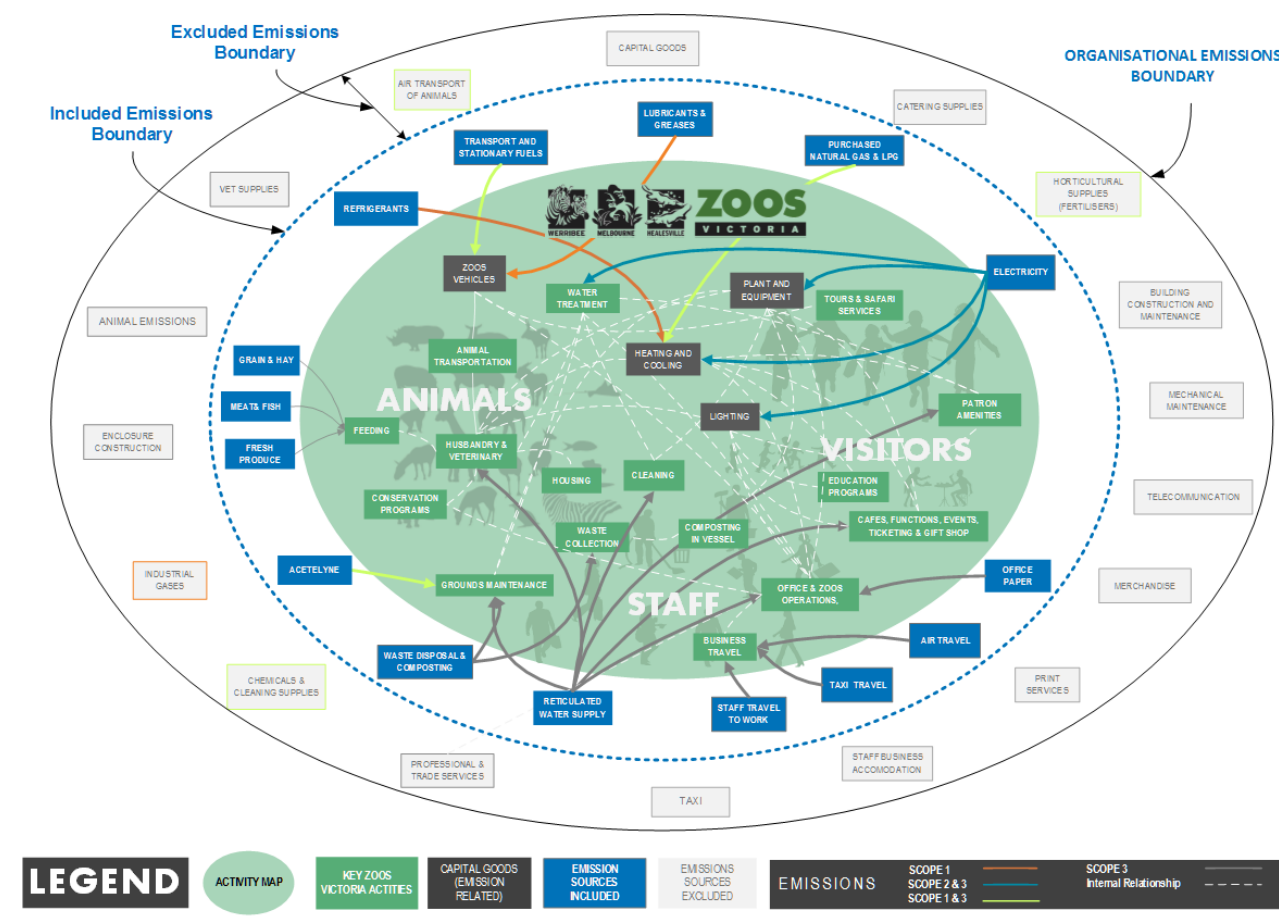 Excluded Emissions
Boundary
CAPITAL GOODS
ORGANISATIONAL EMISSIONS
BOUNDARY
AIR TRANSPORT
OF ANIMALS
Included Emissions
Boundary
LUBRICANTS &
GREASES
CATERING SUPPLIES
TRANSPORT AND
STATIONARY FUELS
PURCHASED
NATURAL GAS & LPG
VET SUPPLIES
HORTICULTURAL
SUPPLIES
(FERTILISERS)
REFRIGERANTS
WERRIBEE
MELBOURNE
HEALESVILLE
ZOOS
VICTORIA
ZOOS
VEHICLES
WATER
TREATMENT
PLANT AND
EQUIPMENT
TOURS & SAFARI
SERVICES
ELECTRICITY
BUILDING
CONSTRUCTION AND
MAINTENANCE
ANIMAL EMISSIONS
GRAIN & HAY
ANIMAL
TRANSPORTATION
HEATING AND
COOLING
ANIMALS
MEAT& FISH
LIGHTING
PATRON
AMENITIES
MECHANICAL
MAINTENANCE
FEEDING
ENCLOSURE
CONSTRUCTION
FRESH
PRODUCE
HUSBANDRY &
VETERINARY
VISITORS
HOUSING
CLEANING
EDUCATION
PROGRAMS
CONSERVATION
PROGRAMS
TELECOMMUNICATION
WASTE
COLLECTION
COMPOSTING
IN VESSEL
CAFES, FUNCTIONS, EVENTS,
TICKETING & GIFT SHOP
INDUSTRIAL
GASES
ACETELYNE
GROUNDS MAINTENANCE
OFFICE & ZOOS
OPERATIONS,
OFFICE
PAPER
MERCHANDISE
STAFF
BUSINESS
TRAVEL
AIR TRAVEL
WASTE DISPOSAL &
COMPOSTING
CHEMICALS &
CLEANING SUPPLIES
TAXI TRAVEL
PRINT
SERVICES
RETICULATED
WATER SUPPLY
STAFF TRAVEL
TO WORK
PROFESSIONAL &
TRADE SERVICES
STAFF BUSINESS
ACCOMODATION
TAXI
LEGEND
ACTIVITY MAP
KEY ZOOS
VICTORIA ACTITIES
CAPITAL GOODS
(EMISSION
RELATED)
EMISSION
SOURCES
INCLUDED
EMISSIONS
SOURCES
EXCLUDED
EMISSIONS
SCOPE 1
SCOPE 2 & 3
SCOPE 1 & 3
SCOPE 3
Internal Relationship